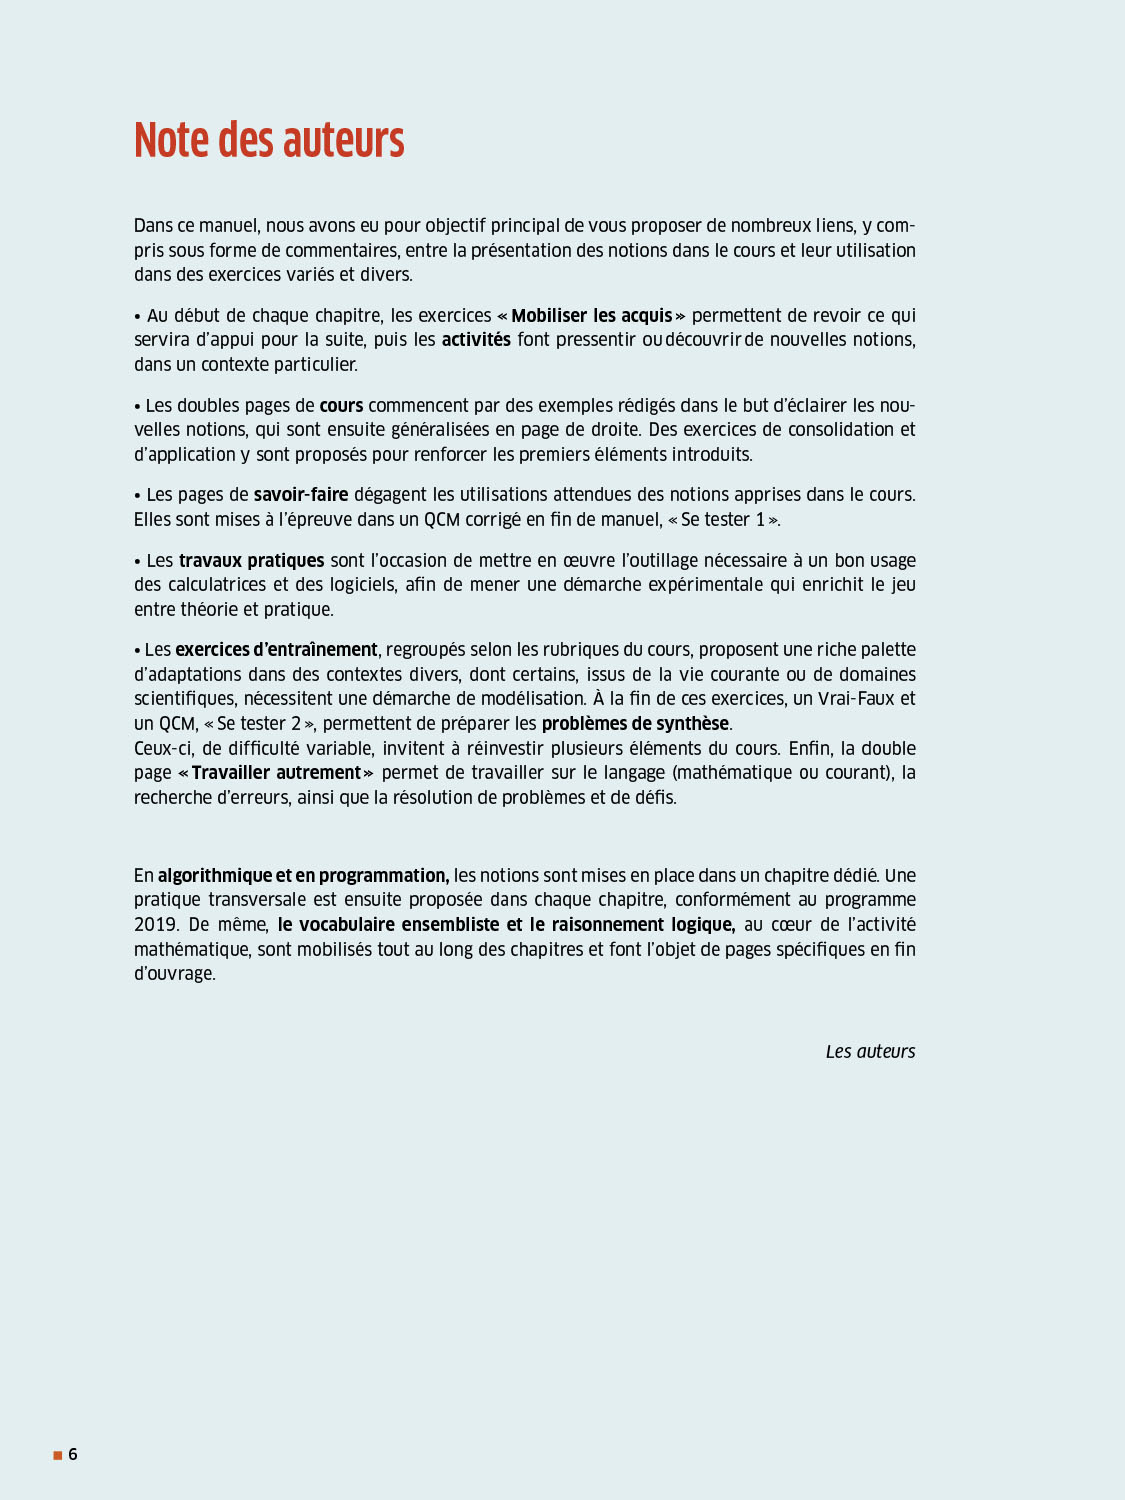 Note des auteurs
Dans ce manuel, nous avons eu pour objectif principal de vous proposer de nombreux liens, y com-
pris sous forme de commentaires, entre la présentation des notions dans le cours et leur utilisation
dans des exercices variés et divers.
• Au début de chaque chapitre, les exercices « Mobiliser les acquis » permettent de revoir ce qui
servira d’appui pour la suite, puis les activités font pressentir ou découvrir de nouvelles notions,
dans un contexte particulier.
• Les doubles pages de cours commencent par des exemples rédigés dans le but d’éclairer les nou-
velles notions, qui sont ensuite généralisées en page de droite. Des exercices de consolidation et
d’application y sont proposés pour renforcer les premiers éléments introduits.
• Les pages de savoir-faire dégagent les utilisations attendues des notions apprises dans le cours.
Elles sont mises à l’épreuve dans un QCM corrigé en fin de manuel, « Se tester 1 ».
• Les travaux pratiques sont l’occasion de mettre en œuvre l’outillage nécessaire à un bon usage
des calculatrices et des logiciels, afin de mener une démarche expérimentale qui enrichit le jeu
entre théorie et pratique.
• Les exercices d’entraînement, regroupés selon les rubriques du cours, proposent une riche palette
d’adaptations dans des contextes divers, dont certains, issus de la vie courante ou de domaines
scientifiques, nécessitent une démarche de modélisation. À la fin de ces exercices, un Vrai-Faux et
un QCM, « Se tester 2 », permettent de préparer les problèmes de synthèse.
Ceux-ci, de difficulté variable, invitent à réinvestir plusieurs éléments du cours. Enfin, la double
page « Travailler autrement » permet de travailler sur le langage (mathématique ou courant), la
recherche d’erreurs, ainsi que la résolution de problèmes et de défis.
En algorithmique et en programmation, les notions sont mises en place dans un chapitre dédié. Une
pratique transversale est ensuite proposée dans chaque chapitre, conformément au programme
2019. De même, le vocabulaire ensembliste et le raisonnement logique, au cœur de l’activité
mathématique, sont mobilisés tout au long des chapitres et font l’objet de pages spécifiques en fin
d’ouvrage.
Les auteurs
6